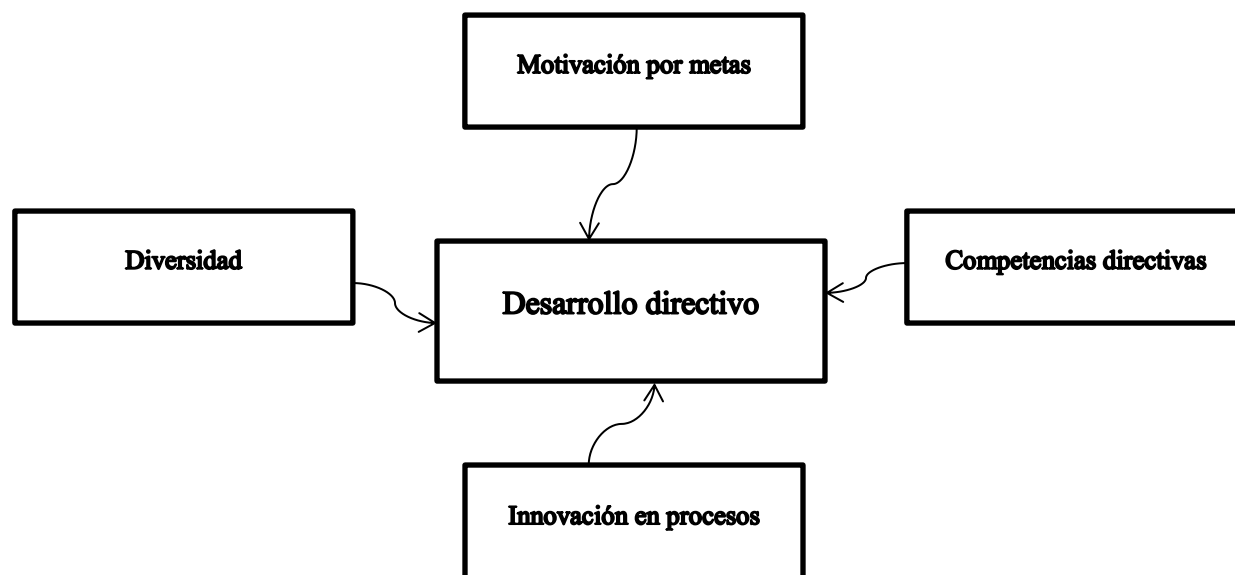 Motivación por metas
Diversidad
Competencias directivas
Desarrollo directivo
Innovación en procesos